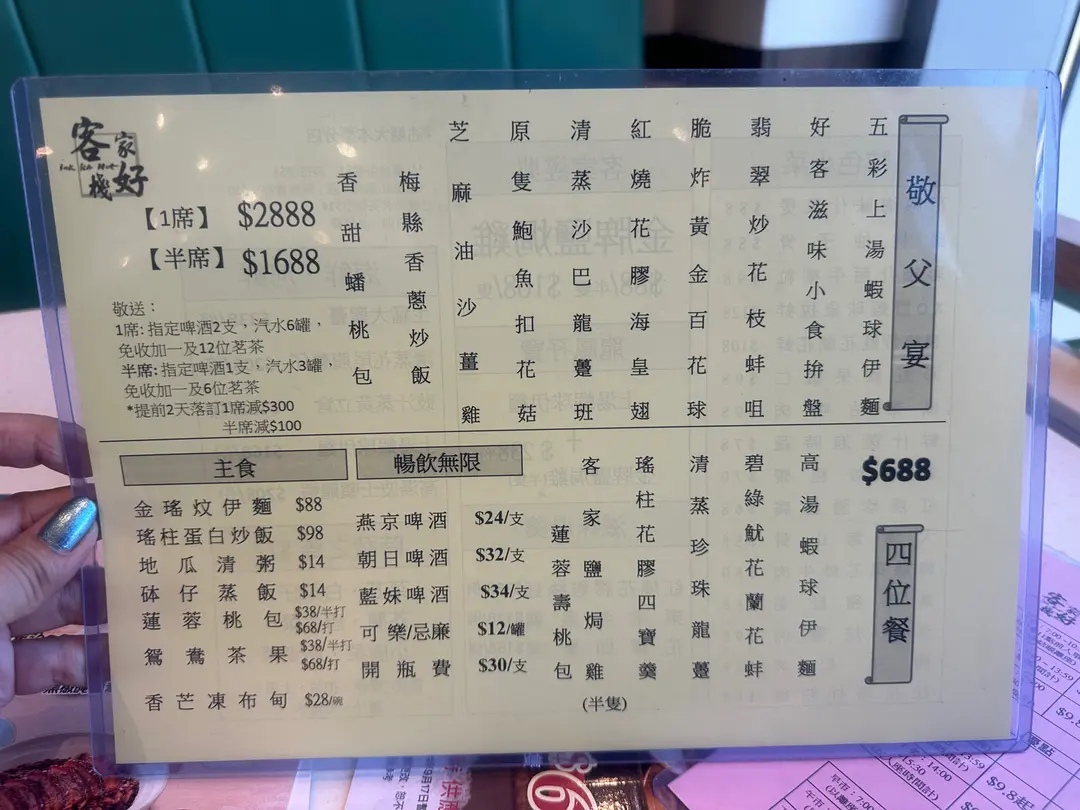 客家好棧
敬父宴
五彩上湯蝦球伊麵
好客滋味小食拚盤
翡翠炒花枝蚌咀
脆炸黃金百花球
紅燒花膠海皇翅
清蒸沙巴龍躉班
原隻鮑魚扣花菇
芝麻油沙薑雞
梅縣香蔥炒飯
香甜蟠桃包
【1席】 $2888
【半席】 $1688
敬送：
1席: 指定啤酒2支，汽水6罐，
免收加一及12位茗茶
半席: 指定啤酒1支，汽水3罐，
免收加一及6位茗茶
*提前2天落訂1席減$300
半席減$100
四位餐
$688
高湯蝦球伊麵
碧綠魷花蘭花蚌
清蒸珍珠龍躉
瑤柱花膠四寶羹
客家鹽焗雞
(半隻)
蓮蓉壽桃包
暢飲無限
燕京啤酒 $24/支
朝日啤酒 $32/支
藍妹啤酒 $34/支
可樂/忌廉 $12/罐
開瓶費 $30/支
主食
金瑤炆伊麵 $88
瑤柱蛋白炒飯 $98
地瓜清粥 $14
砵仔蒸飯 $14
蓮蓉桃包 $38/半打
$68/打
鴛鴦茶果 $38/半打
$68/打
香芒凍布甸 $28/碗